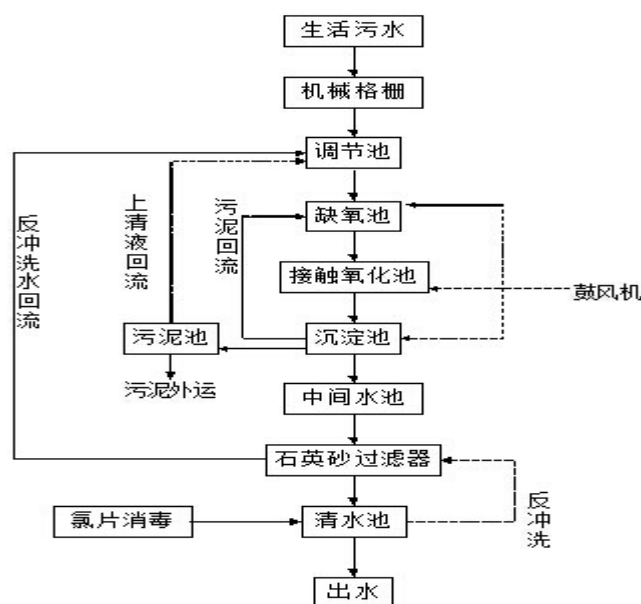 生活污水
机械格栅
调节池
反冲洗水回流
上清液回流
污泥回流
缺氧池
接触氧化池
鼓风机
污泥池
沉淀池
污泥外运
中间水池
石英砂过滤器
反冲洗
氯片消毒
清水池
出水